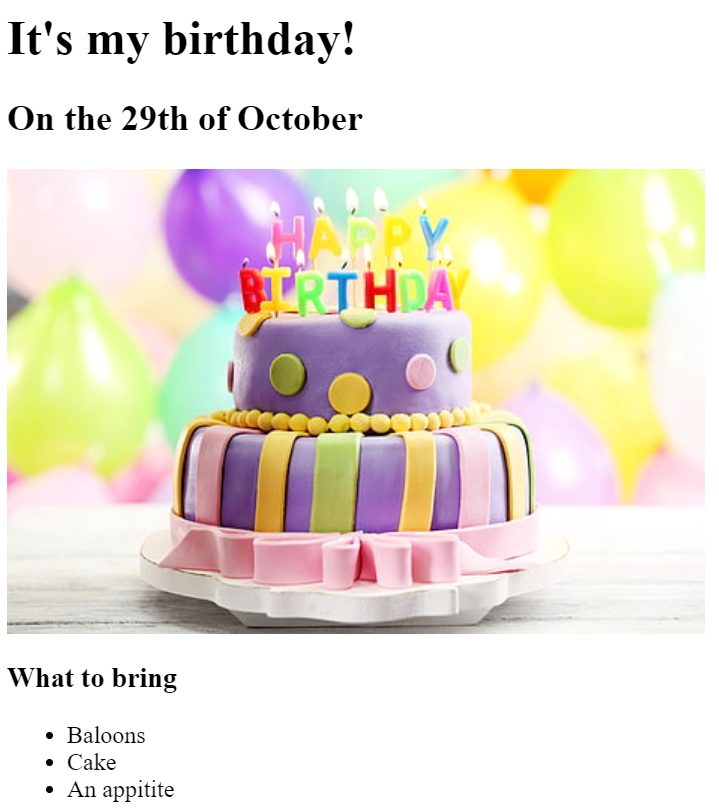 It's my birthday!
On the 29th of October
HAPPY
BIRTHDAY
What to bring
Baloons
Cake
An appitite